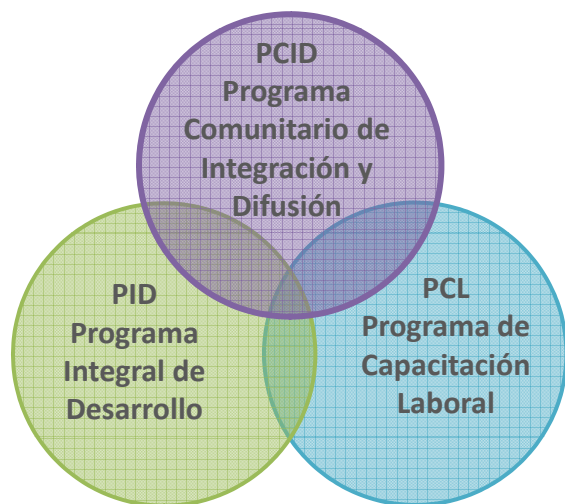 PCID
Programa
Comunitario de
Integración y
Difusión
PID
Programa
Integral de
Desarrollo
PCL
Programa de
Capacitación
Laboral